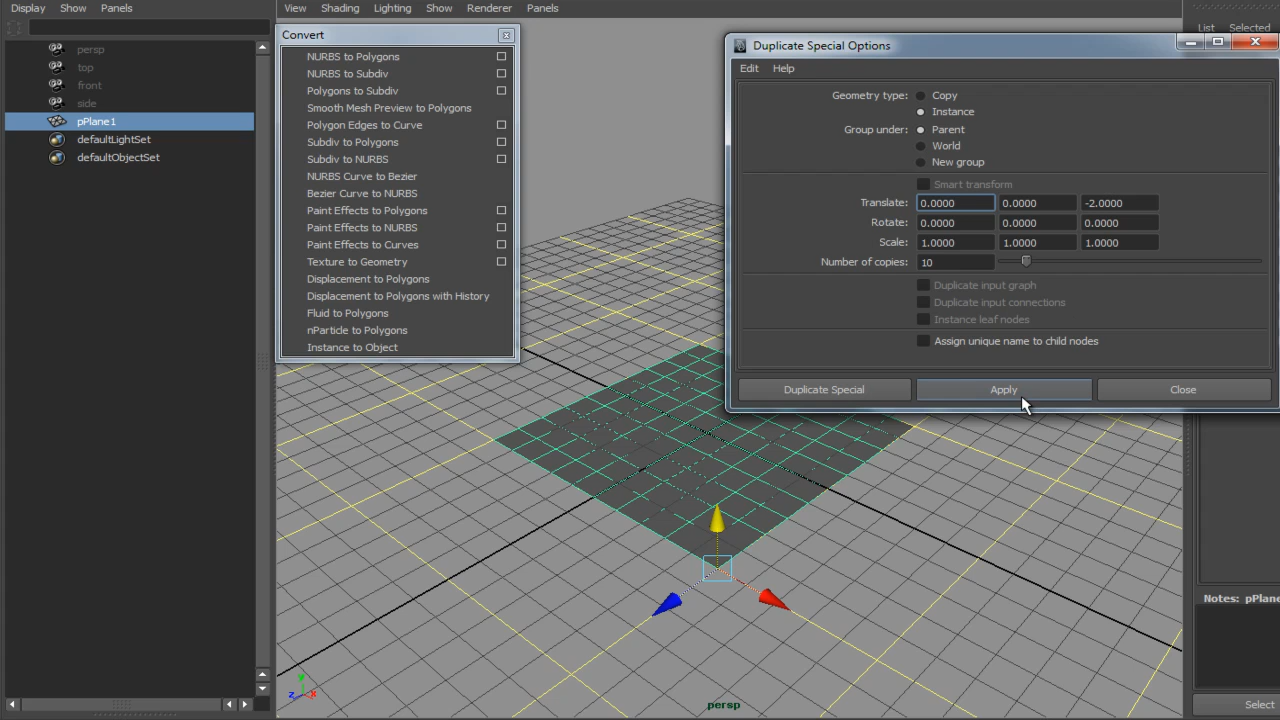 Display Show Panels
persp
top
front
side
pPlane1
defaultLightSet
defaultObjectSet
View Shading Lighting Show Renderer Panels
Convert
NURBS to Polygons
NURBS to Subdiv
Polygons to Subdiv
Smooth Mesh Preview to Polygons
Polygon Edges to Curve
Subdiv to Polygons
Subdiv to NURBS
NURBS Curve to Bezier
Bezier Curve to NURBS
Paint Effects to Polygons
Paint Effects to NURBS
Paint Effects to Curves
Texture to Geometry
Displacement to Polygons
Displacement to Polygons with History
Fluid to Polygons
nParticle to Polygons
Instance to Object
List Selected
Duplicate Special Options
Edit Help
Geometry type: Copy
Instance
Group under: Parent
World
New group
Smart transform
Translate: 0.0000 0.0000 -2.0000
Rotate: 0.0000 0.0000 0.0000
Scale: 1.0000 1.0000 1.0000
Number of copies: 10
Duplicate input graph
Duplicate input connections
Instance leaf nodes
Assign unique name to child nodes
Duplicate Special Apply Close
Notes: pPlane
Select
y
z x
persp